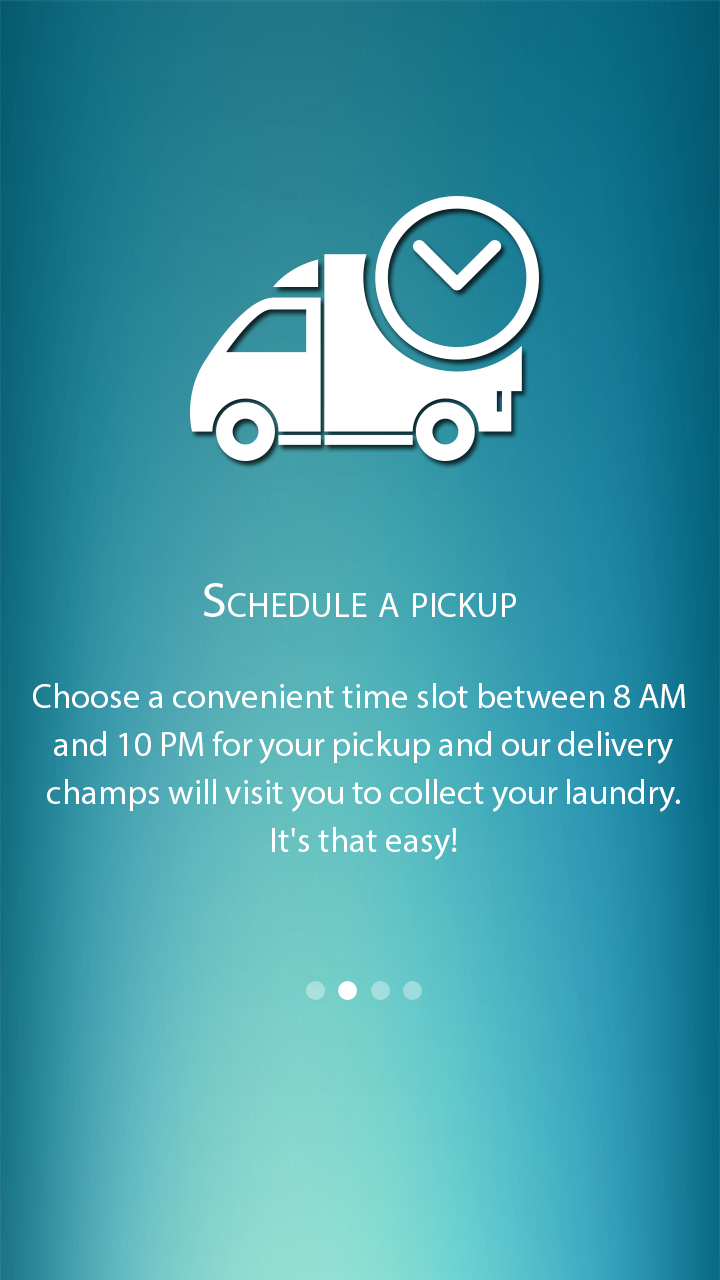 Schedule a pickup
Choose a convenient time slot between 8 AM
and 10 PM for your pickup and our delivery
champs will visit you to collect your laundry.
It's that easy!